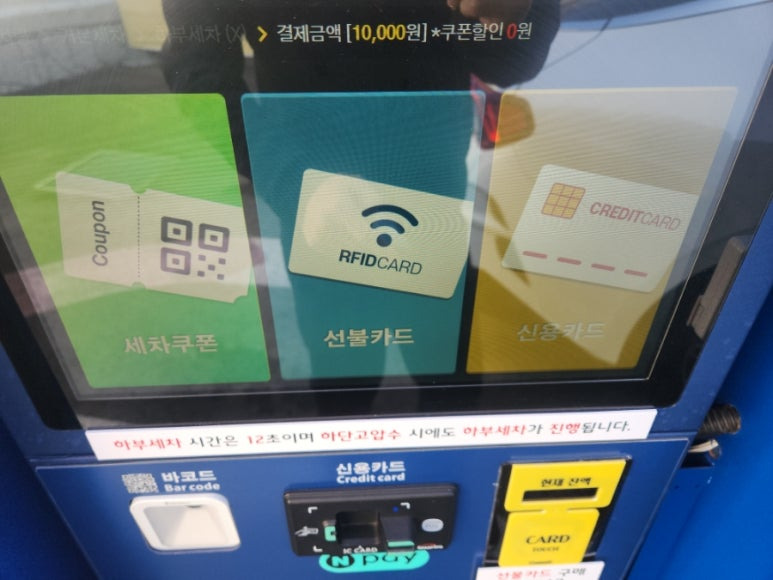 하부세차 (X) > 결제금액 [10,000원] *쿠폰할인 0원
Coupon
세차쿠폰
RFIDCARD
선불카드
CREDITCARD
신용카드
하부세차 시간은 12초이며 하단고압수 시에도 하부세차가 진행됩니다.
바코드
Bar code
신용카드
Credit card
IC CARD
N pay
현재 잔액
CARD
TOUCH
선불카드 구매